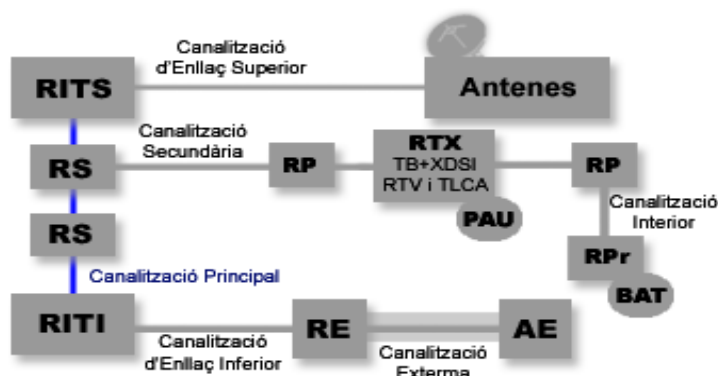 Canalització
d'Enllaç Superior
RITS
Antenes
Canalització
Secundària
RS
RP
RTX
TB+XDSI
RTV i TLCA
PAU
RP
Canalització
Interior
RS
RPr
BAT
Canalització Principal
RITI
Canalització
d'Enllaç Inferior
RE
Canalització
Externa
AE